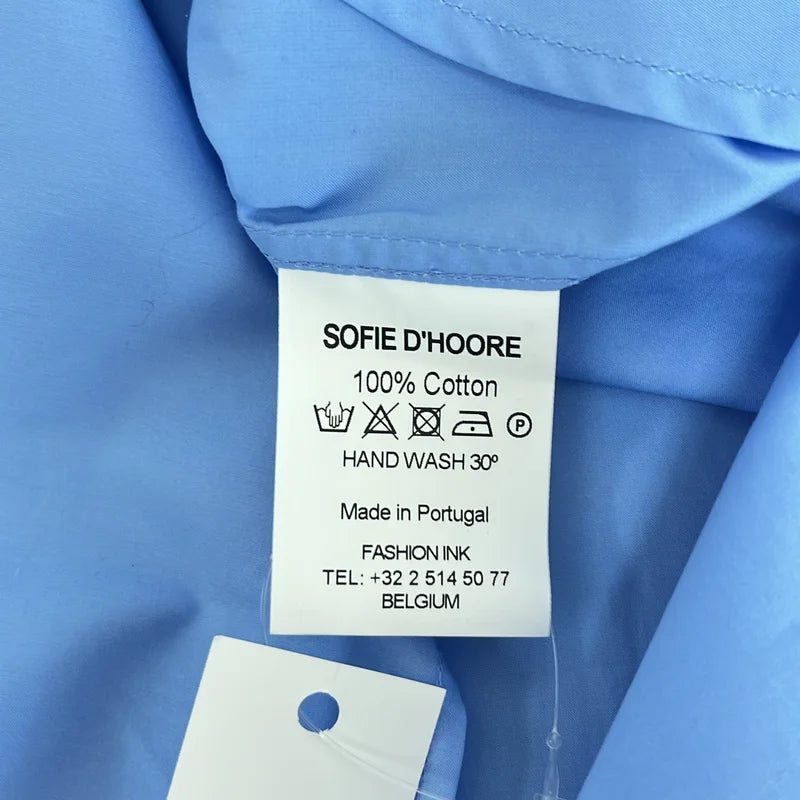 SOFIE D'HOORE
100% Cotton
P
HAND WASH 30º
Made in Portugal
FASHION INK
TEL: +32 2 514 50 77
BELGIUM